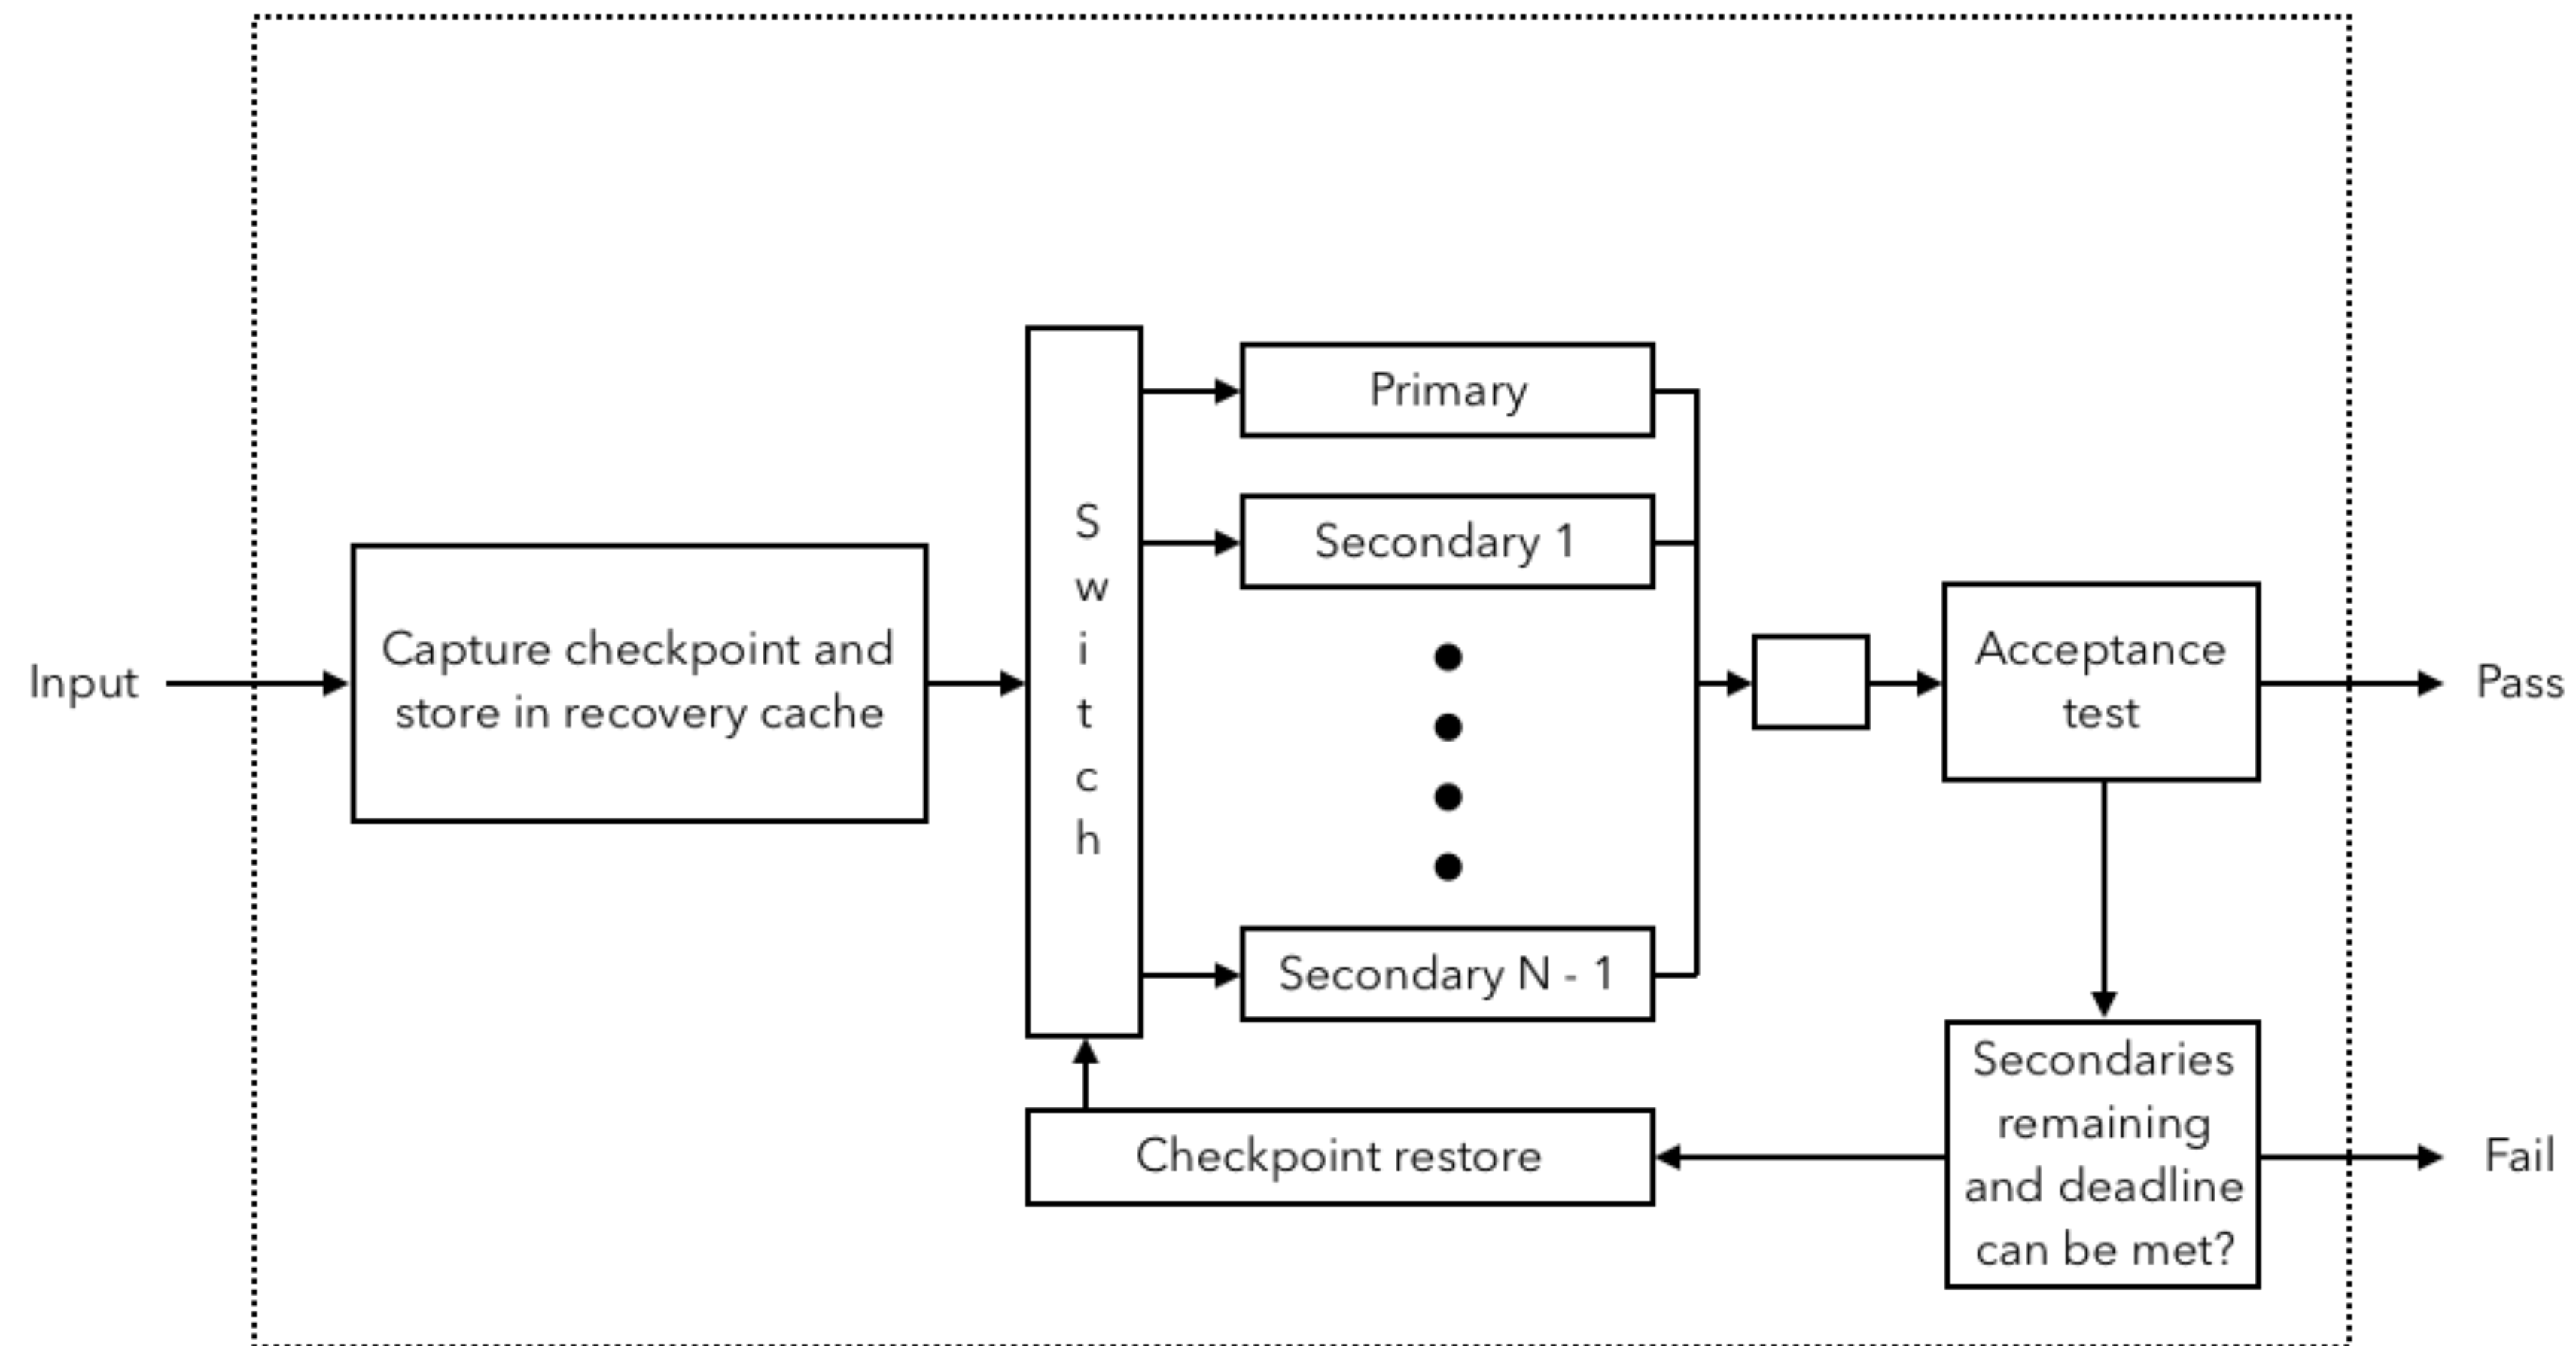 Input
Capture checkpoint and
store in recovery cache
S
w
i
t
c
h
Primary
Secondary 1
Secondary N - 1
Acceptance
test
Pass
Secondaries
remaining
and deadline
can be met?
Fail
Checkpoint restore